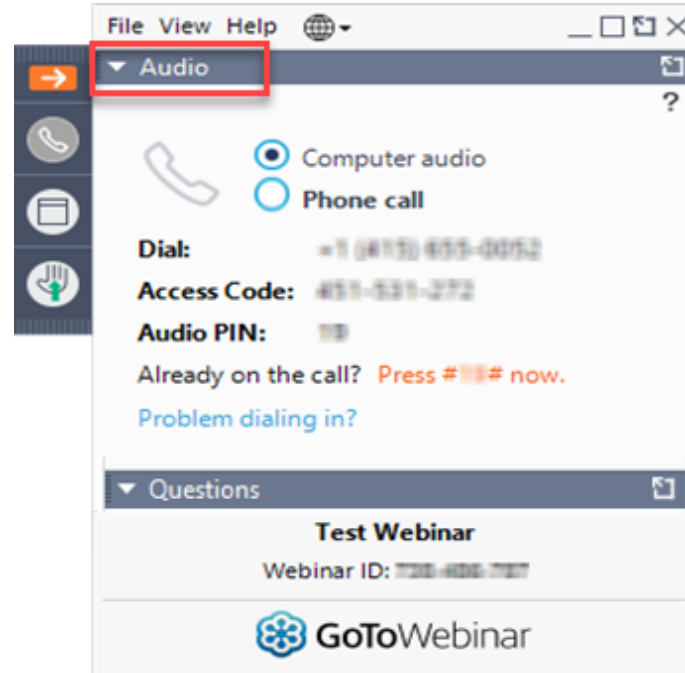 File View Help
Audio
?
Computer audio
Phone call
Dial:
Access Code:
Audio PIN:
Already on the call? Press # # now.
Problem dialing in?
Questions
Test Webinar
Webinar ID:
GoToWebinar